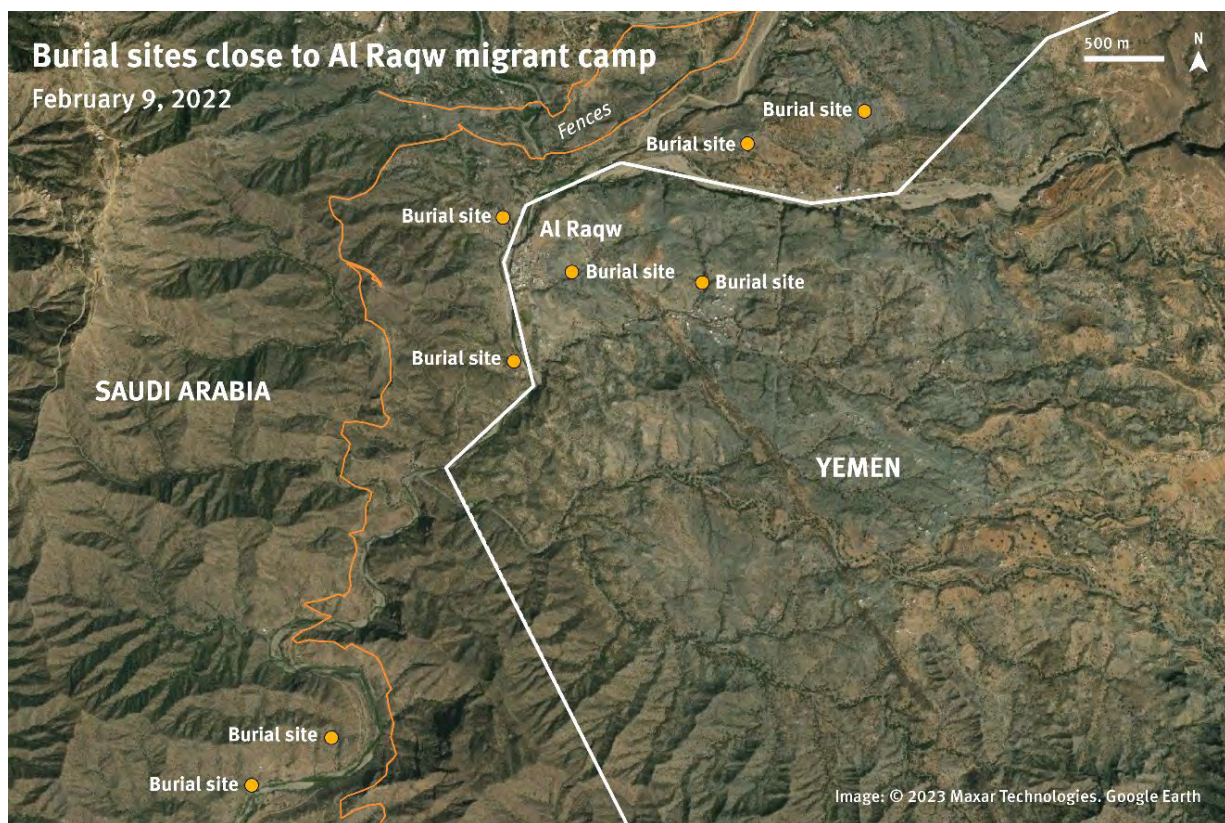 Burial sites close to Al Raqw migrant camp
February 9, 2022
500 m
N
Fences
Burial site
Burial site
Burial site
Al Raqw
Burial site
Burial site
Burial site
SAUDI ARABIA
YEMEN
Burial site
Burial site
Image: © 2023 Maxar Technologies. Google Earth